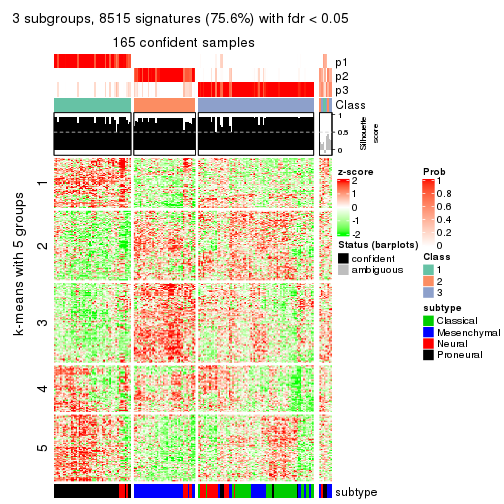 3 subgroups, 8515 signatures (75.6%) with fdr < 0.05
165 confident samples
p1
p2
p3
Class
1
0.5
0
Silhouette
score
k-means with 5 groups
1
2
3
4
5
z-score
2
1
0
-1
-2
Status (barplots)
confident
ambiguous
Prob
1
0.8
0.6
0.4
0.2
0
Class
1
2
3
subtype
Classical
Mesenchymal
Neural
Proneural
subtype